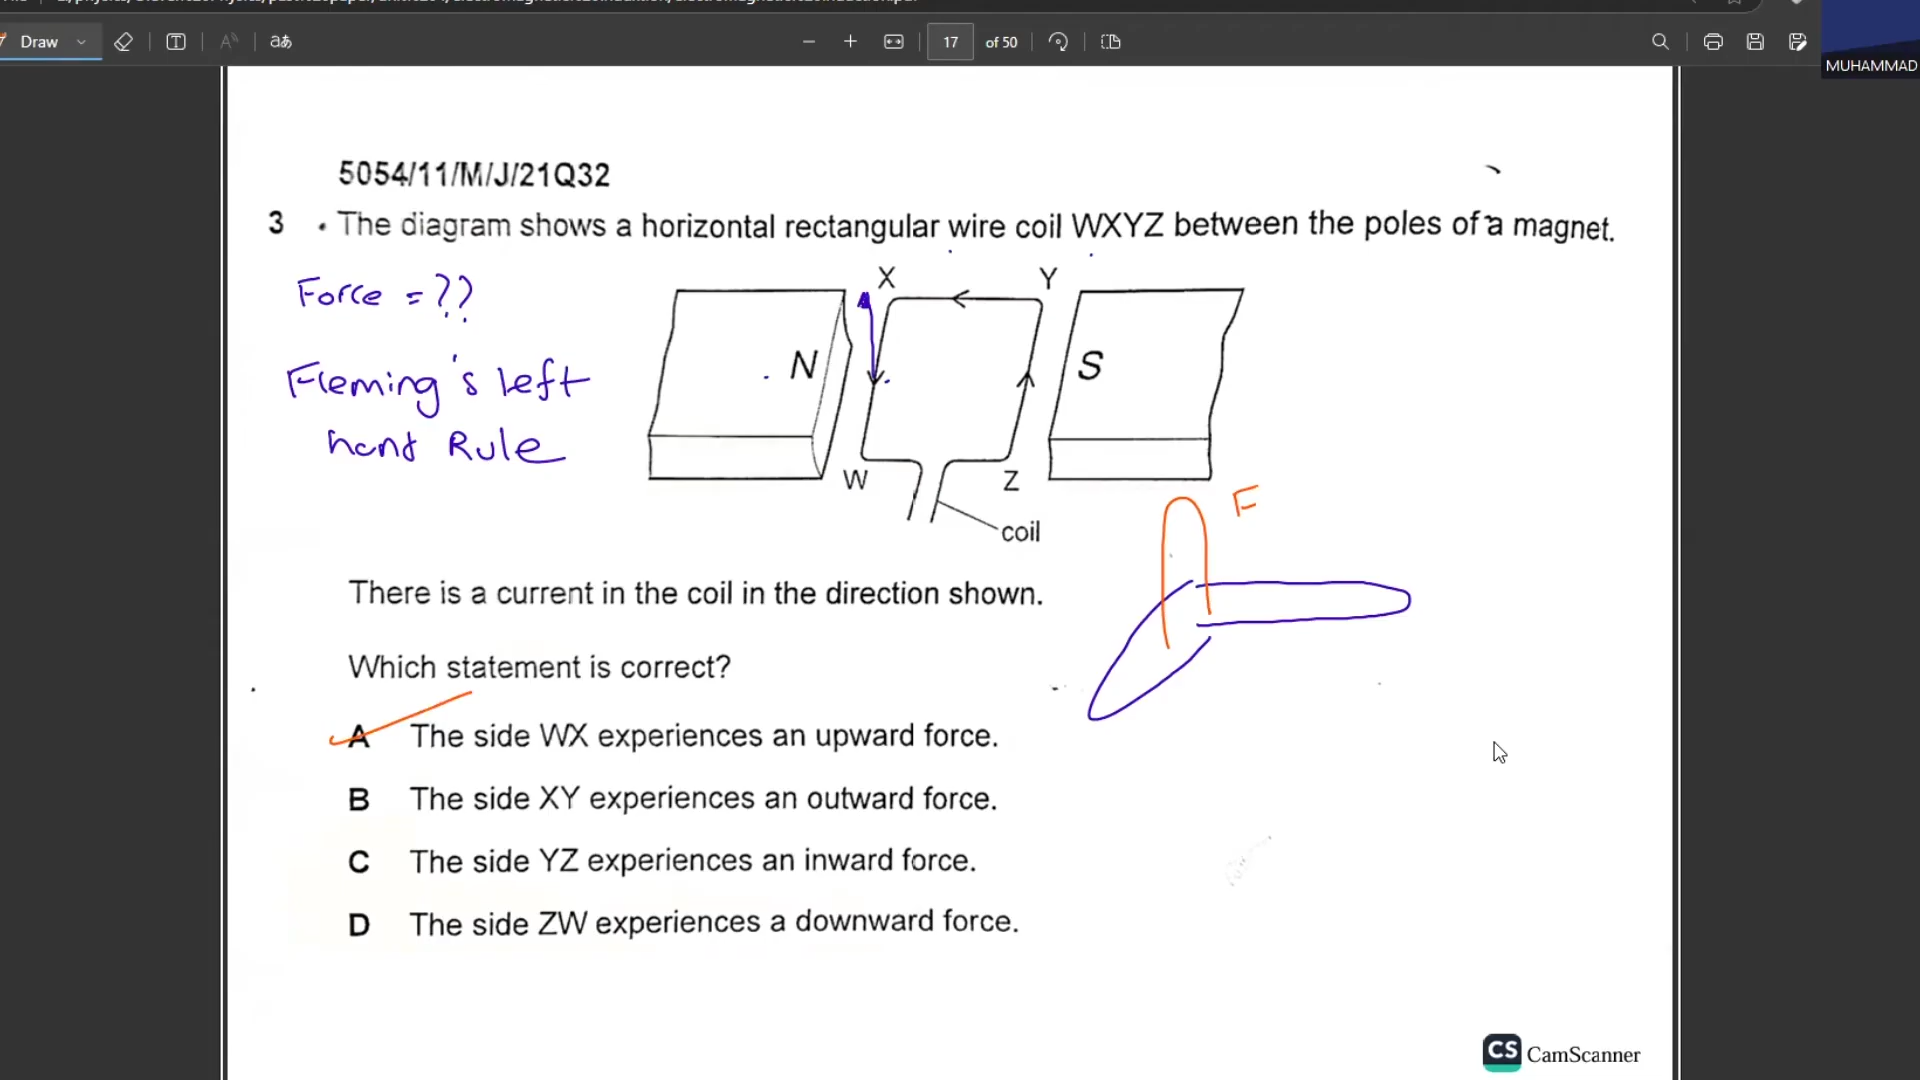 Draw
17 of 50
MUHAMMAD
5054/11/M/J/21Q32
3 . The diagram shows a horizontal rectangular wire coil WXYZ between the poles of a magnet.
Force = ??
Fleming's left
hand Rule
X Y
N S
W Z
coil
F
There is a current in the coil in the direction shown.
Which statement is correct?
A The side WX experiences an upward force.
B The side XY experiences an outward force.
C The side YZ experiences an inward force.
D The side ZW experiences a downward force.
CS CamScanner